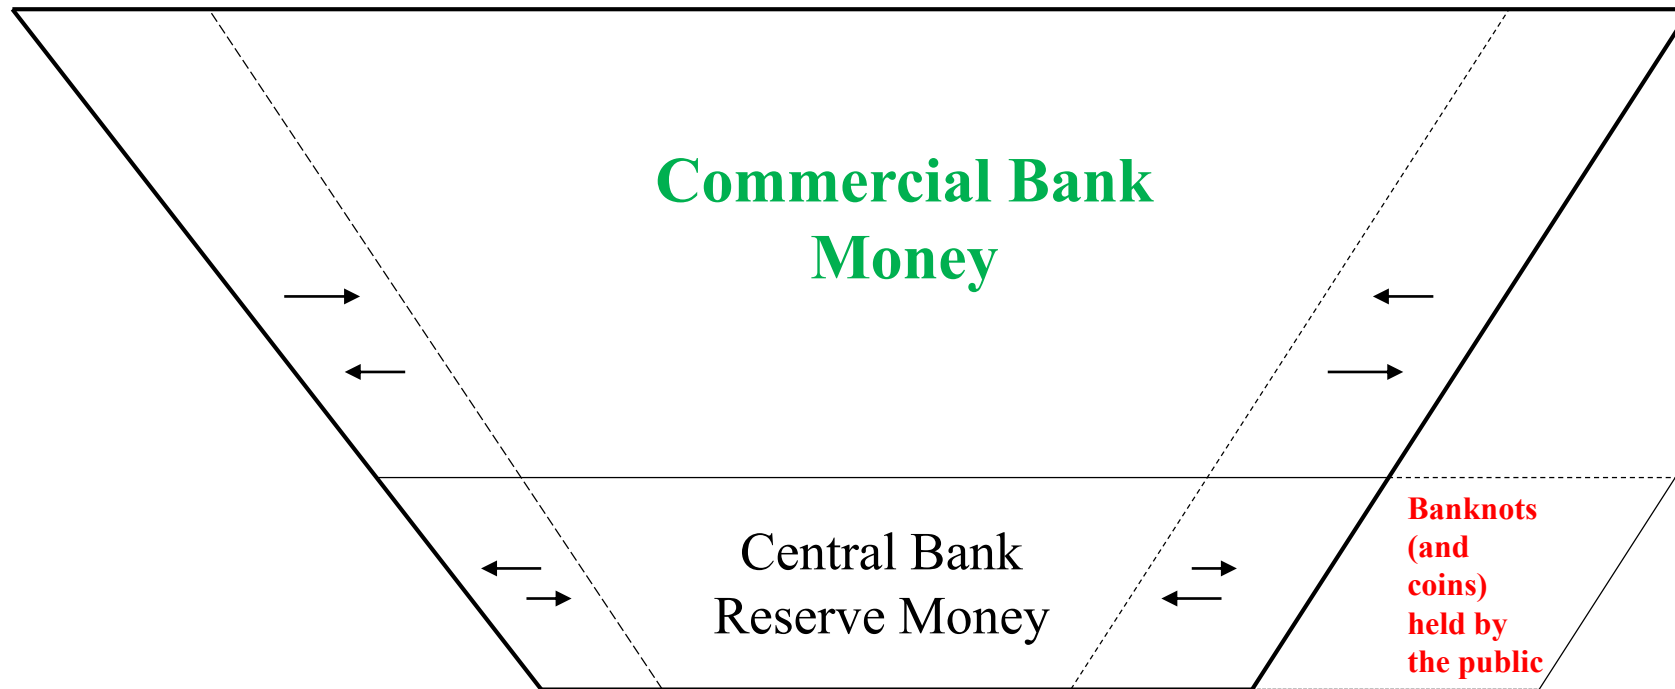 Commercial Bank
Money
Central Bank
Reserve Money
Banknots
(and
coins)
held by
the public